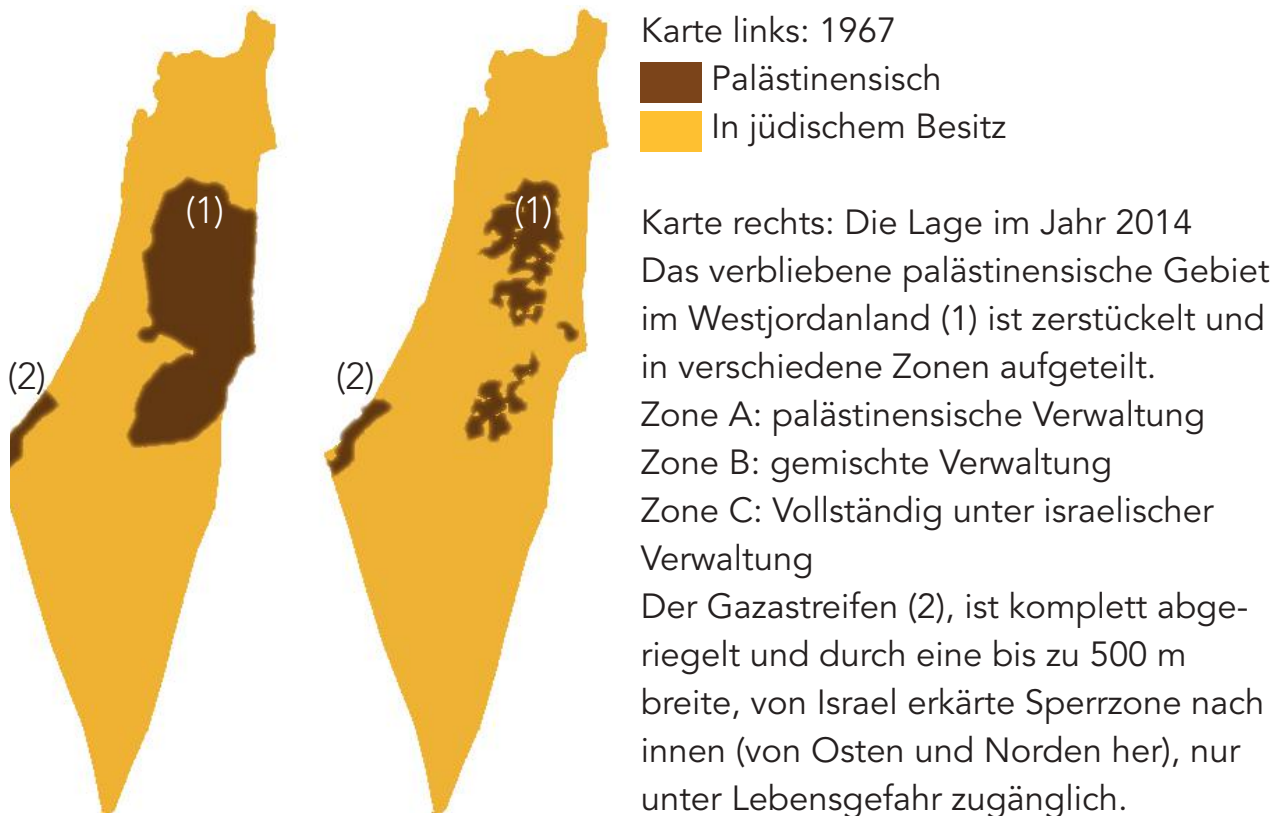 Karte links: 1967
Palästinensisch
In jüdischem Besitz
(1)
(1)
(2)
(2)
Karte rechts: Die Lage im Jahr 2014
Das verbliebene palästinensische Gebiet
im Westjordanland (1) ist zerstückelt und
in verschiedene Zonen aufgeteilt.
Zone A: palästinensische Verwaltung
Zone B: gemischte Verwaltung
Zone C: Vollständig unter israelischer
Verwaltung
Der Gazastreifen (2), ist komplett abge-
riegelt und durch eine bis zu 500 m
breite, von Israel erkärte Sperrzone nach
innen (von Osten und Norden her), nur
unter Lebensgefahr zugänglich.